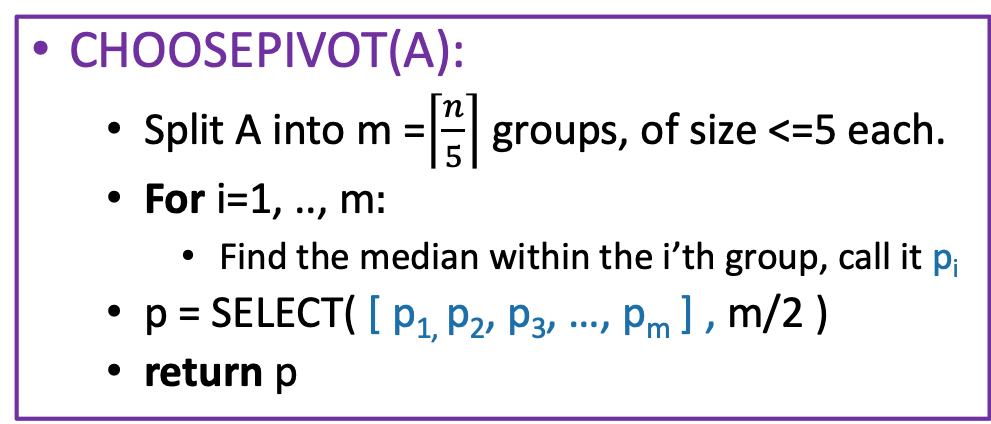 • CHOOSEPIVOT(A):
• Split A into m =⌈n/5⌉ groups, of size <=5 each.
• For i=1, .., m:
• Find the median within the i’th group, call it pᵢ
• p = SELECT( [ p₁, p₂, p₃, …, pₘ ] , m/2 )
• return p